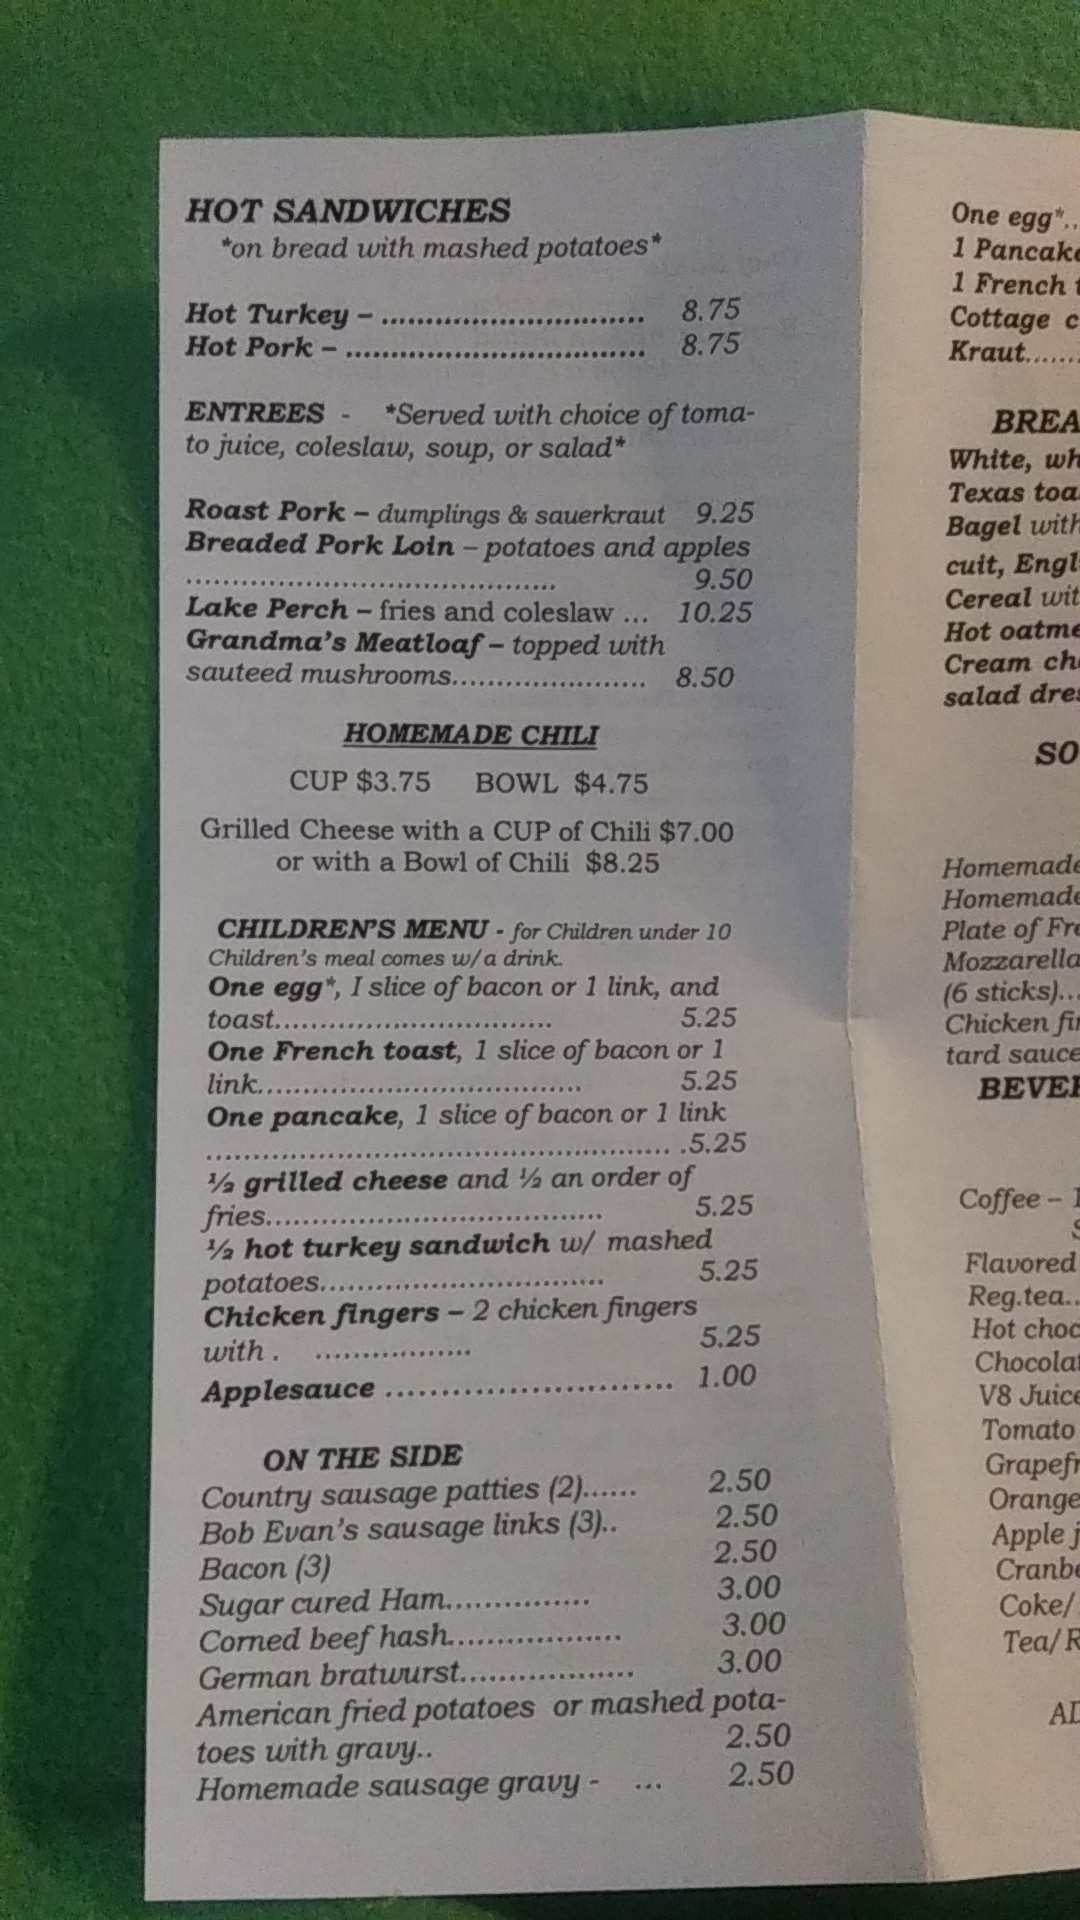 HOT SANDWICHES
*on bread with mashed potatoes*
Hot Turkey – .............................. 8.75
Hot Pork – .................................. 8.75
ENTREES - *Served with choice of toma-
to juice, coleslaw, soup, or salad*
Roast Pork – dumplings & sauerkraut 9.25
Breaded Pork Loin – potatoes and apples
........................................ 9.50
Lake Perch – fries and coleslaw ... 10.25
Grandma's Meatloaf – topped with
sauteed mushrooms..................... 8.50
HOMEMADE CHILI
CUP $3.75 BOWL $4.75
Grilled Cheese with a CUP of Chili $7.00
or with a Bowl of Chili $8.25
CHILDREN'S MENU - for Children under 10
Children's meal comes w/a drink.
One egg*, I slice of bacon or 1 link, and
toast.............................. 5.25
One French toast, 1 slice of bacon or 1
link................................... 5.25
One pancake, 1 slice of bacon or 1 link
.................................................. .5.25
½ grilled cheese and ½ an order of
fries.................................... 5.25
½ hot turkey sandwich w/ mashed
potatoes............................... 5.25
Chicken fingers – 2 chicken fingers
with . ................. 5.25
Applesauce ............................... 1.00
ON THE SIDE
Country sausage patties (2)...... 2.50
Bob Evan's sausage links (3).. 2.50
Bacon (3) 2.50
Sugar cured Ham................ 3.00
Corned beef hash................... 3.00
German bratwurst................... 3.00
American fried potatoes or mashed pota-
toes with gravy.. 2.50
Homemade sausage gravy - ... 2.50
One egg*..
1 Pancake
1 French t
Cottage c
Kraut.......
BREA
White, wh
Texas toa
Bagel with
cuit, Engl
Cereal wit
Hot oatme
Cream ch
salad dres
SO
Homemade
Homemade
Plate of Fre
Mozzarella
(6 sticks)...
Chicken fin
tard sauce
BEVER
Coffee –
S
Flavored
Reg.tea..
Hot choc
Chocolat
V8 Juice
Tomato
Grapefr
Orange
Apple j
Cranbe
Coke/
Tea/R
AD